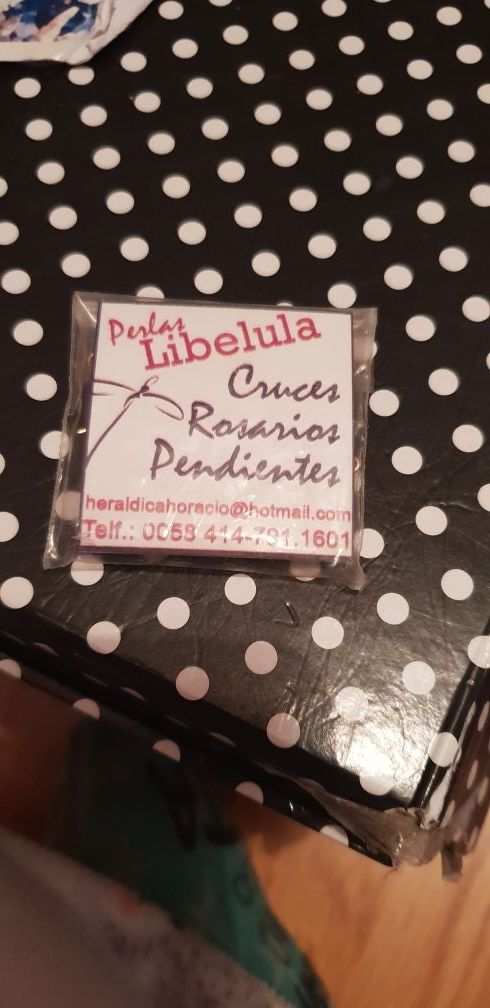 Perlas
Libelula
Cruces
Rosarios
Pendientes
heraldicahoracio@hotmail.com
Telf.: 0058 414-791.1601